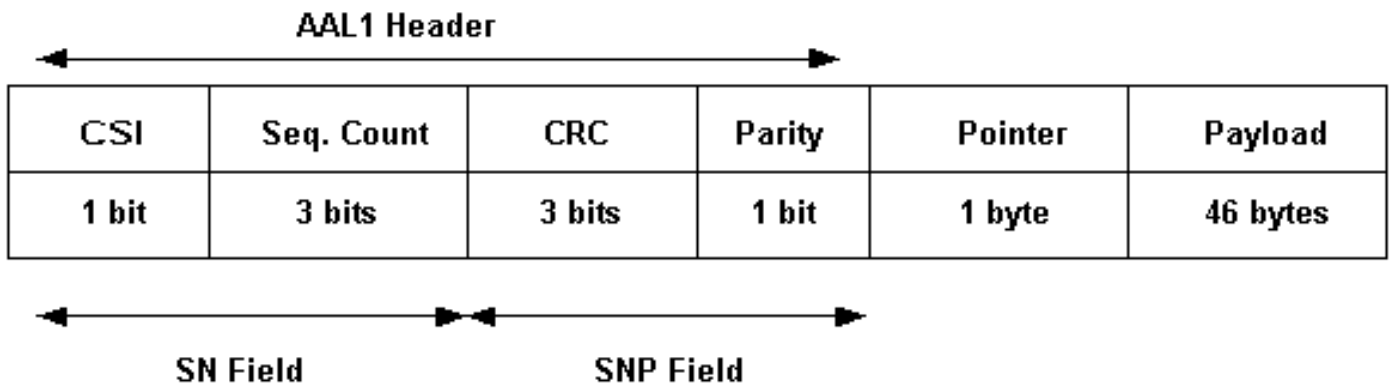 AAL1 Header
CSI Seq. Count CRC Parity Pointer Payload
1 bit 3 bits 3 bits 1 bit 1 byte 46 bytes
SN Field SNP Field